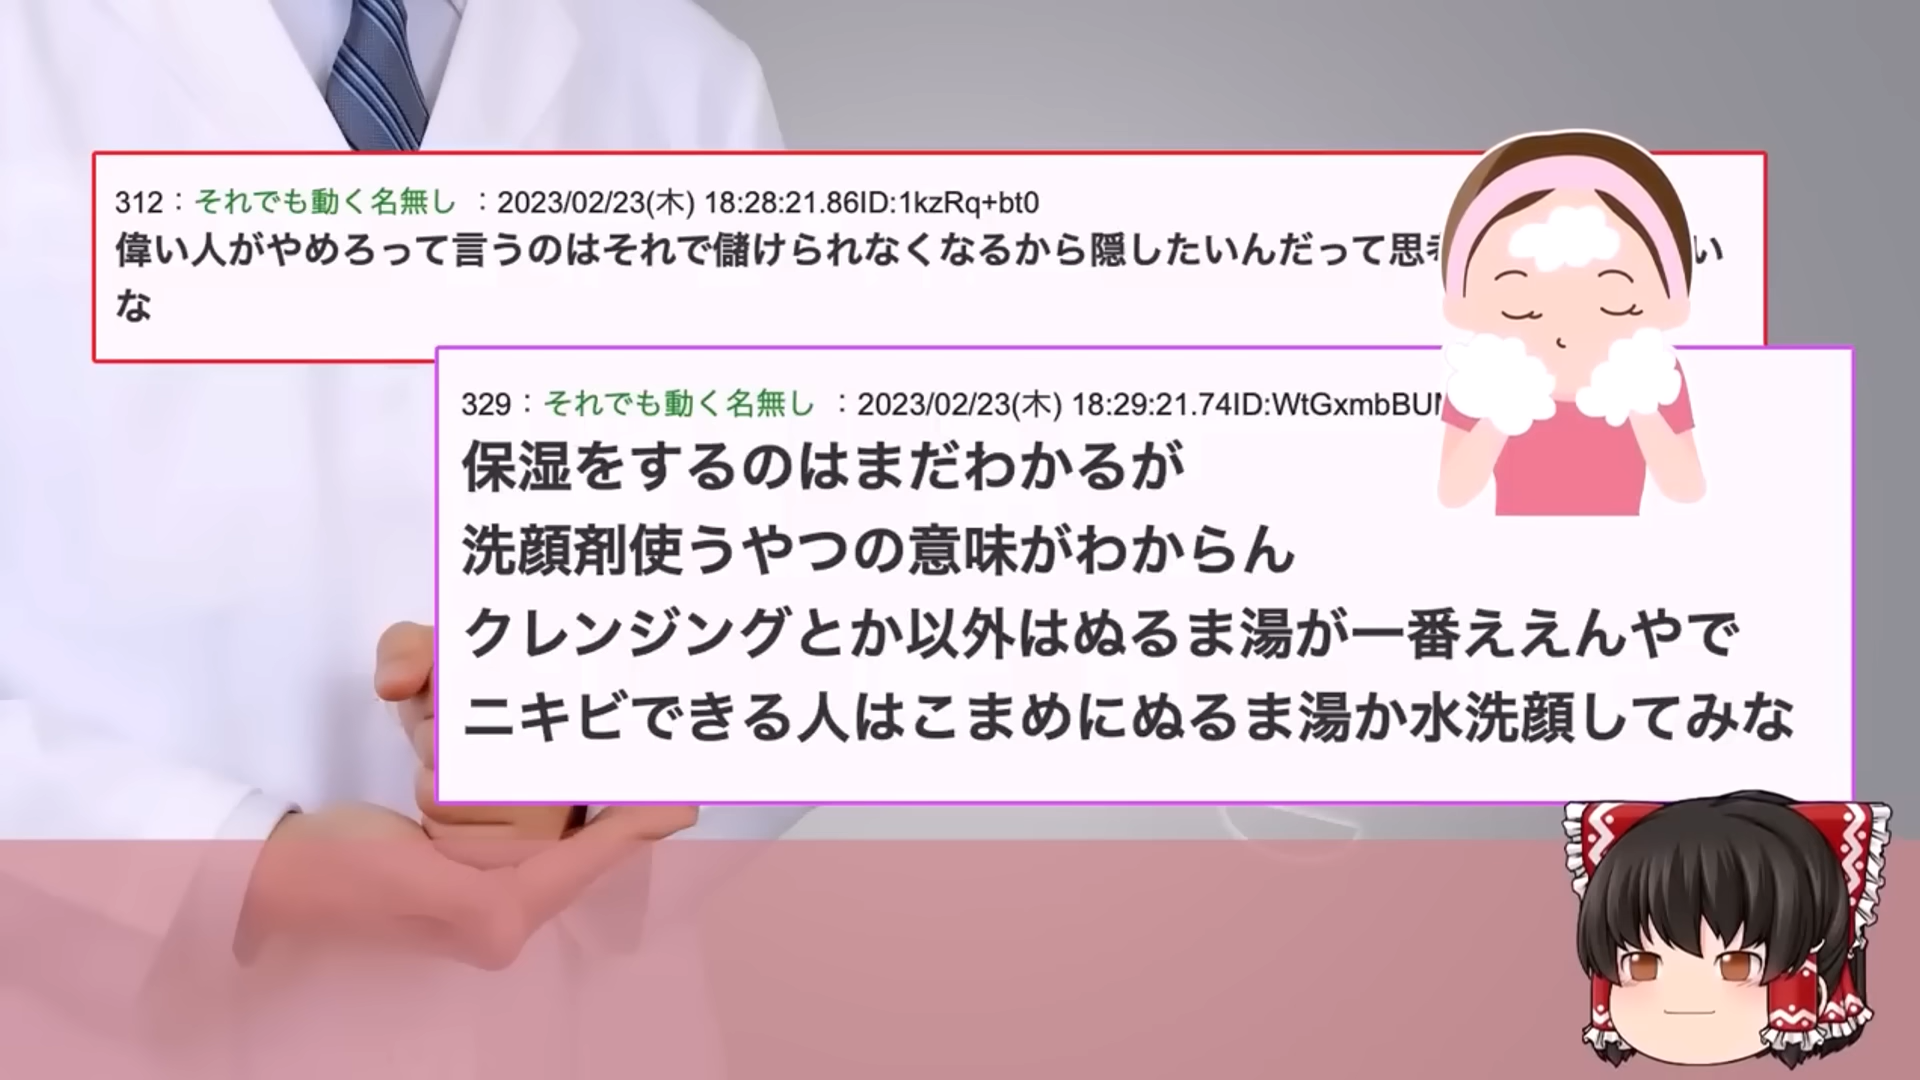 312：それでも動く名無し ：2023/02/23(木) 18:28:21.86ID:1kzRq+bt0
偉い人がやめろって言うのはそれで儲けられなくなるから隠したいんだって思 い
な
329：それでも動く名無し ：2023/02/23(木) 18:29:21.74ID:WtGxmbBU
保湿をするのはまだわかるが
洗顔剤使うやつの意味がわからん
クレンジングとか以外はぬるま湯が一番ええんやで
ニキビできる人はこまめにぬるま湯か水洗顔してみな